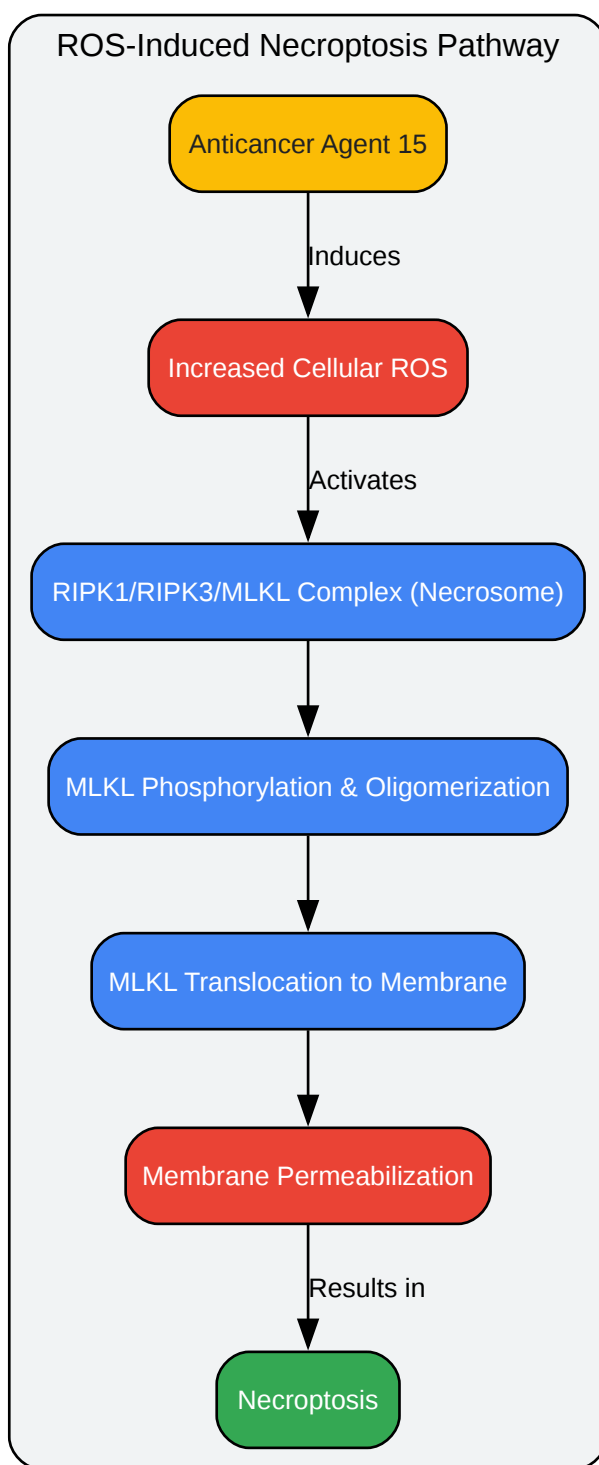 ROS-Induced Necroptosis Pathway
Anticancer Agent 15
Induces
Increased Cellular ROS
Activates
RIPK1/RIPK3/MLKL Complex (Necrosome)
MLKL Phosphorylation & Oligomerization
MLKL Translocation to Membrane
Membrane Permeabilization
Results in
Necroptosis